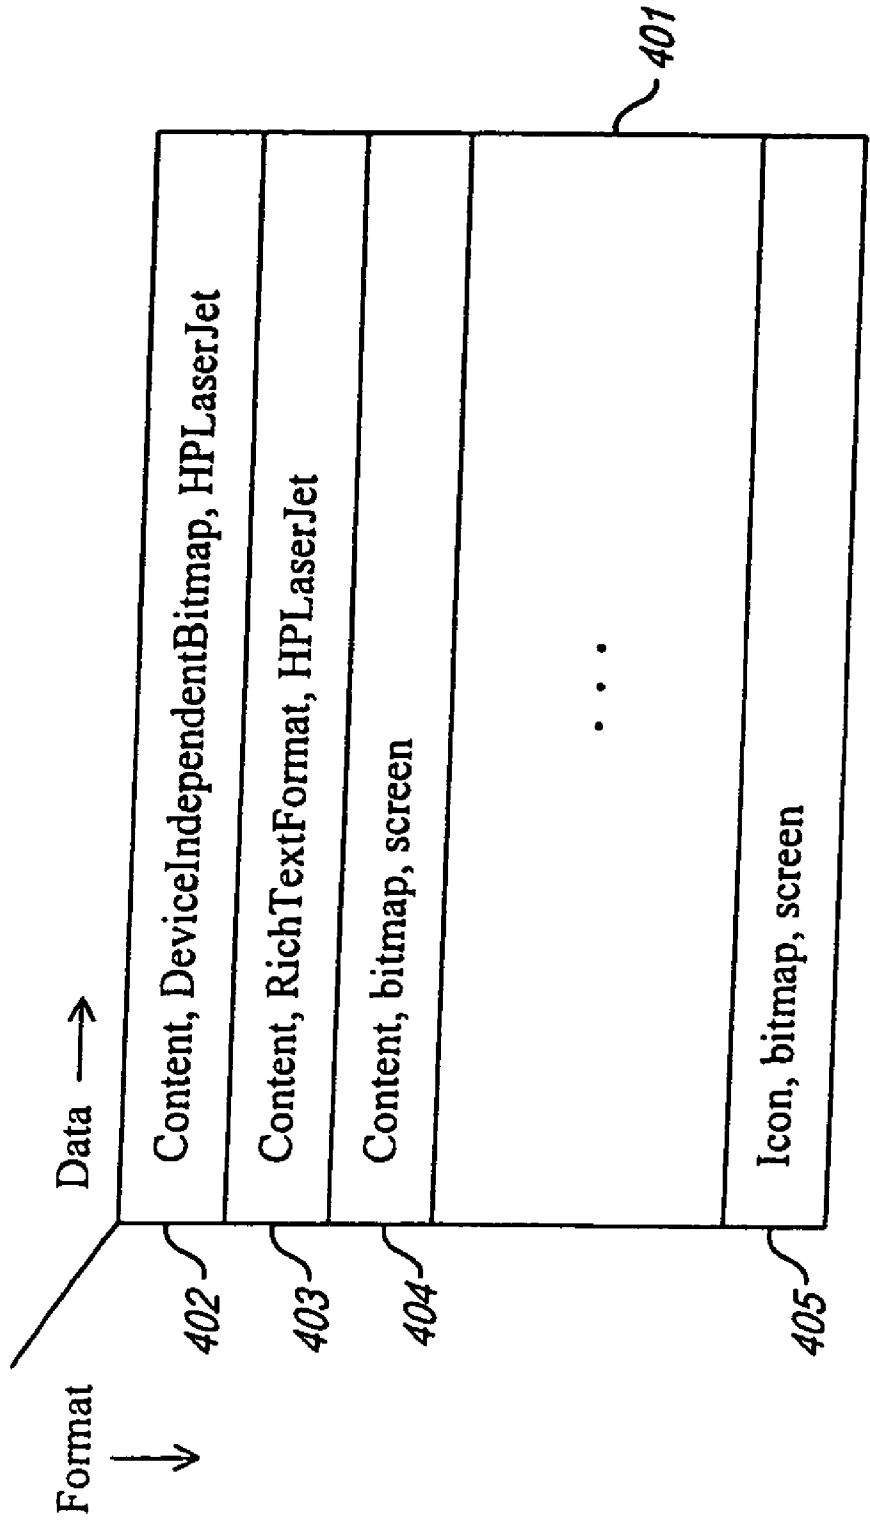 Data
Format
401
402
Content, DeviceIndependentBitmap, HPLaserJet
403
Content, RichTextFormat, HPLaserJet
404
Content, bitmap, screen
. . .
405
Icon, bitmap, screen